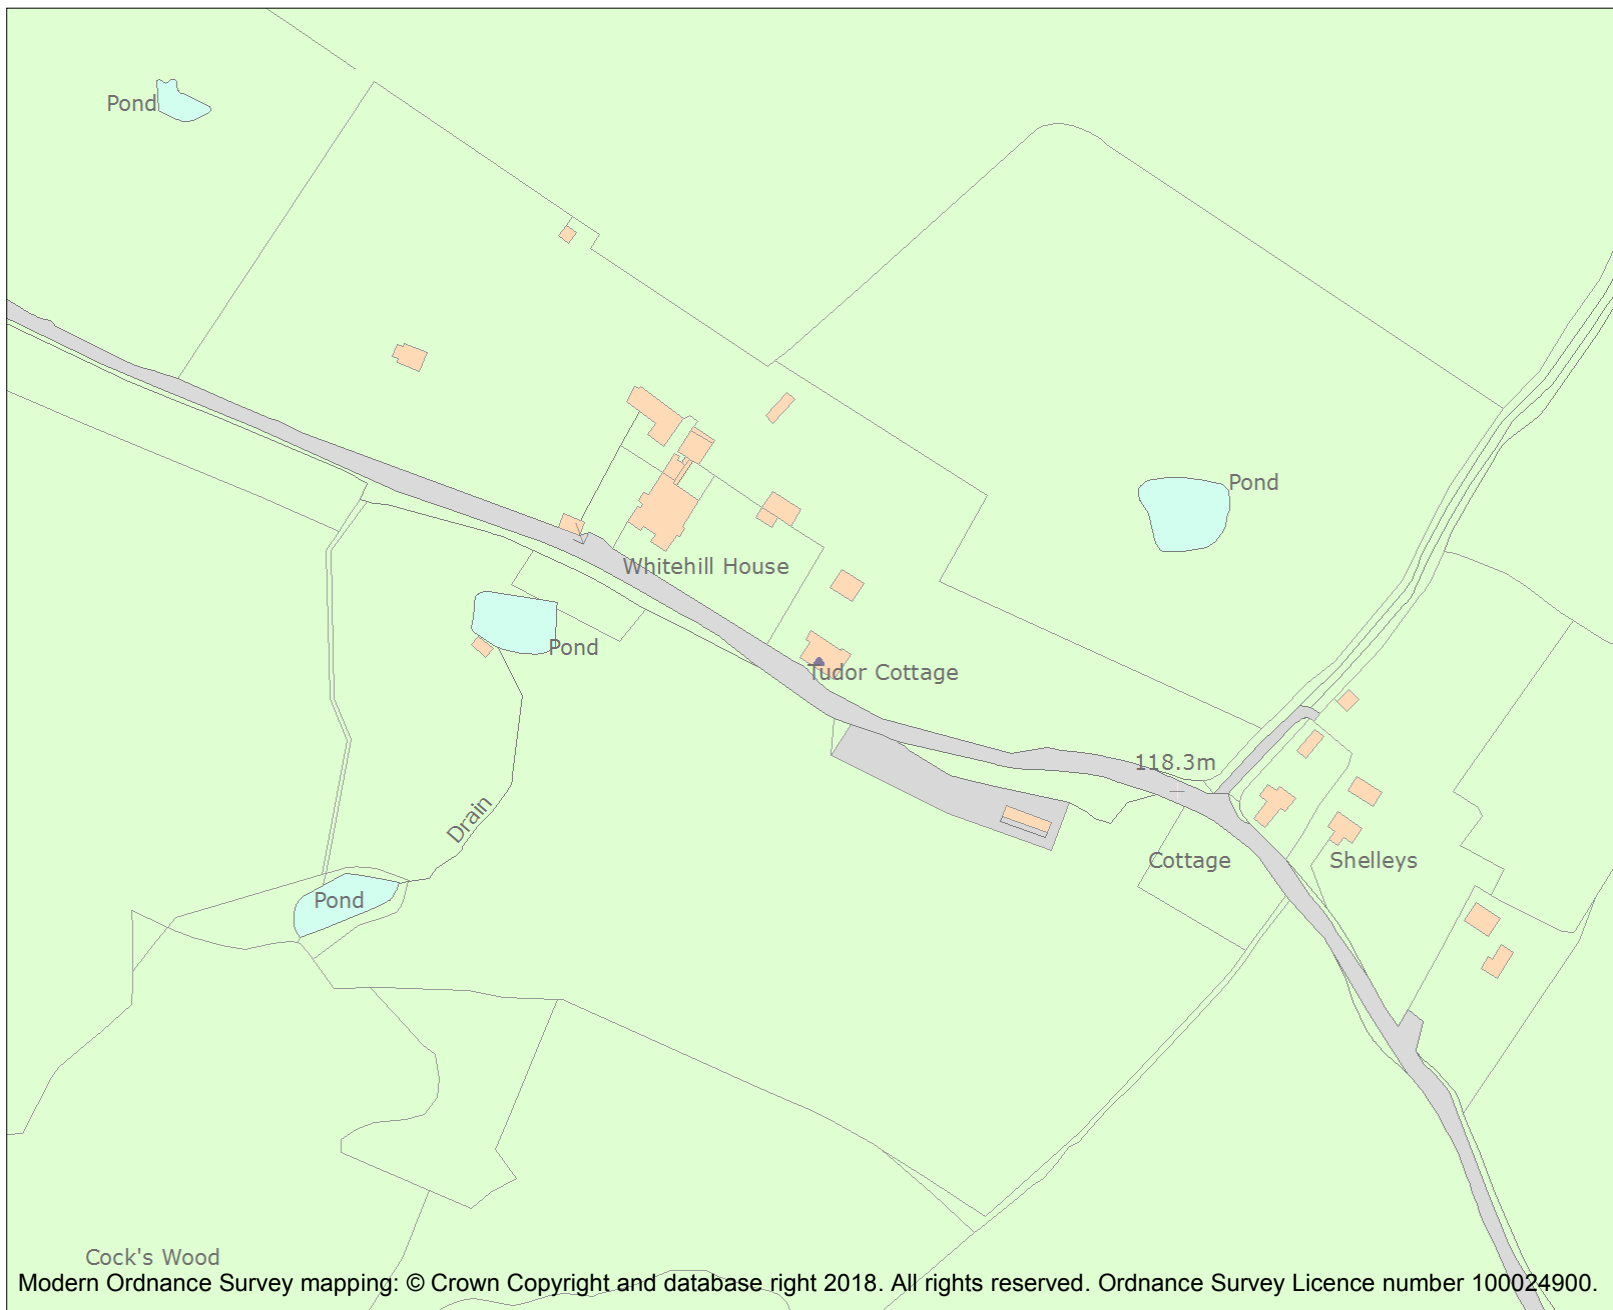 Pond
Pond
Whitehill House
Pond
Tudor Cottage
118.3m
Drain
Cottage
Shelleys
Pond
Cock's Wood
Modern Ordnance Survey mapping: © Crown Copyright and database right 2018. All rights reserved. Ordnance Survey Licence number 100024900.